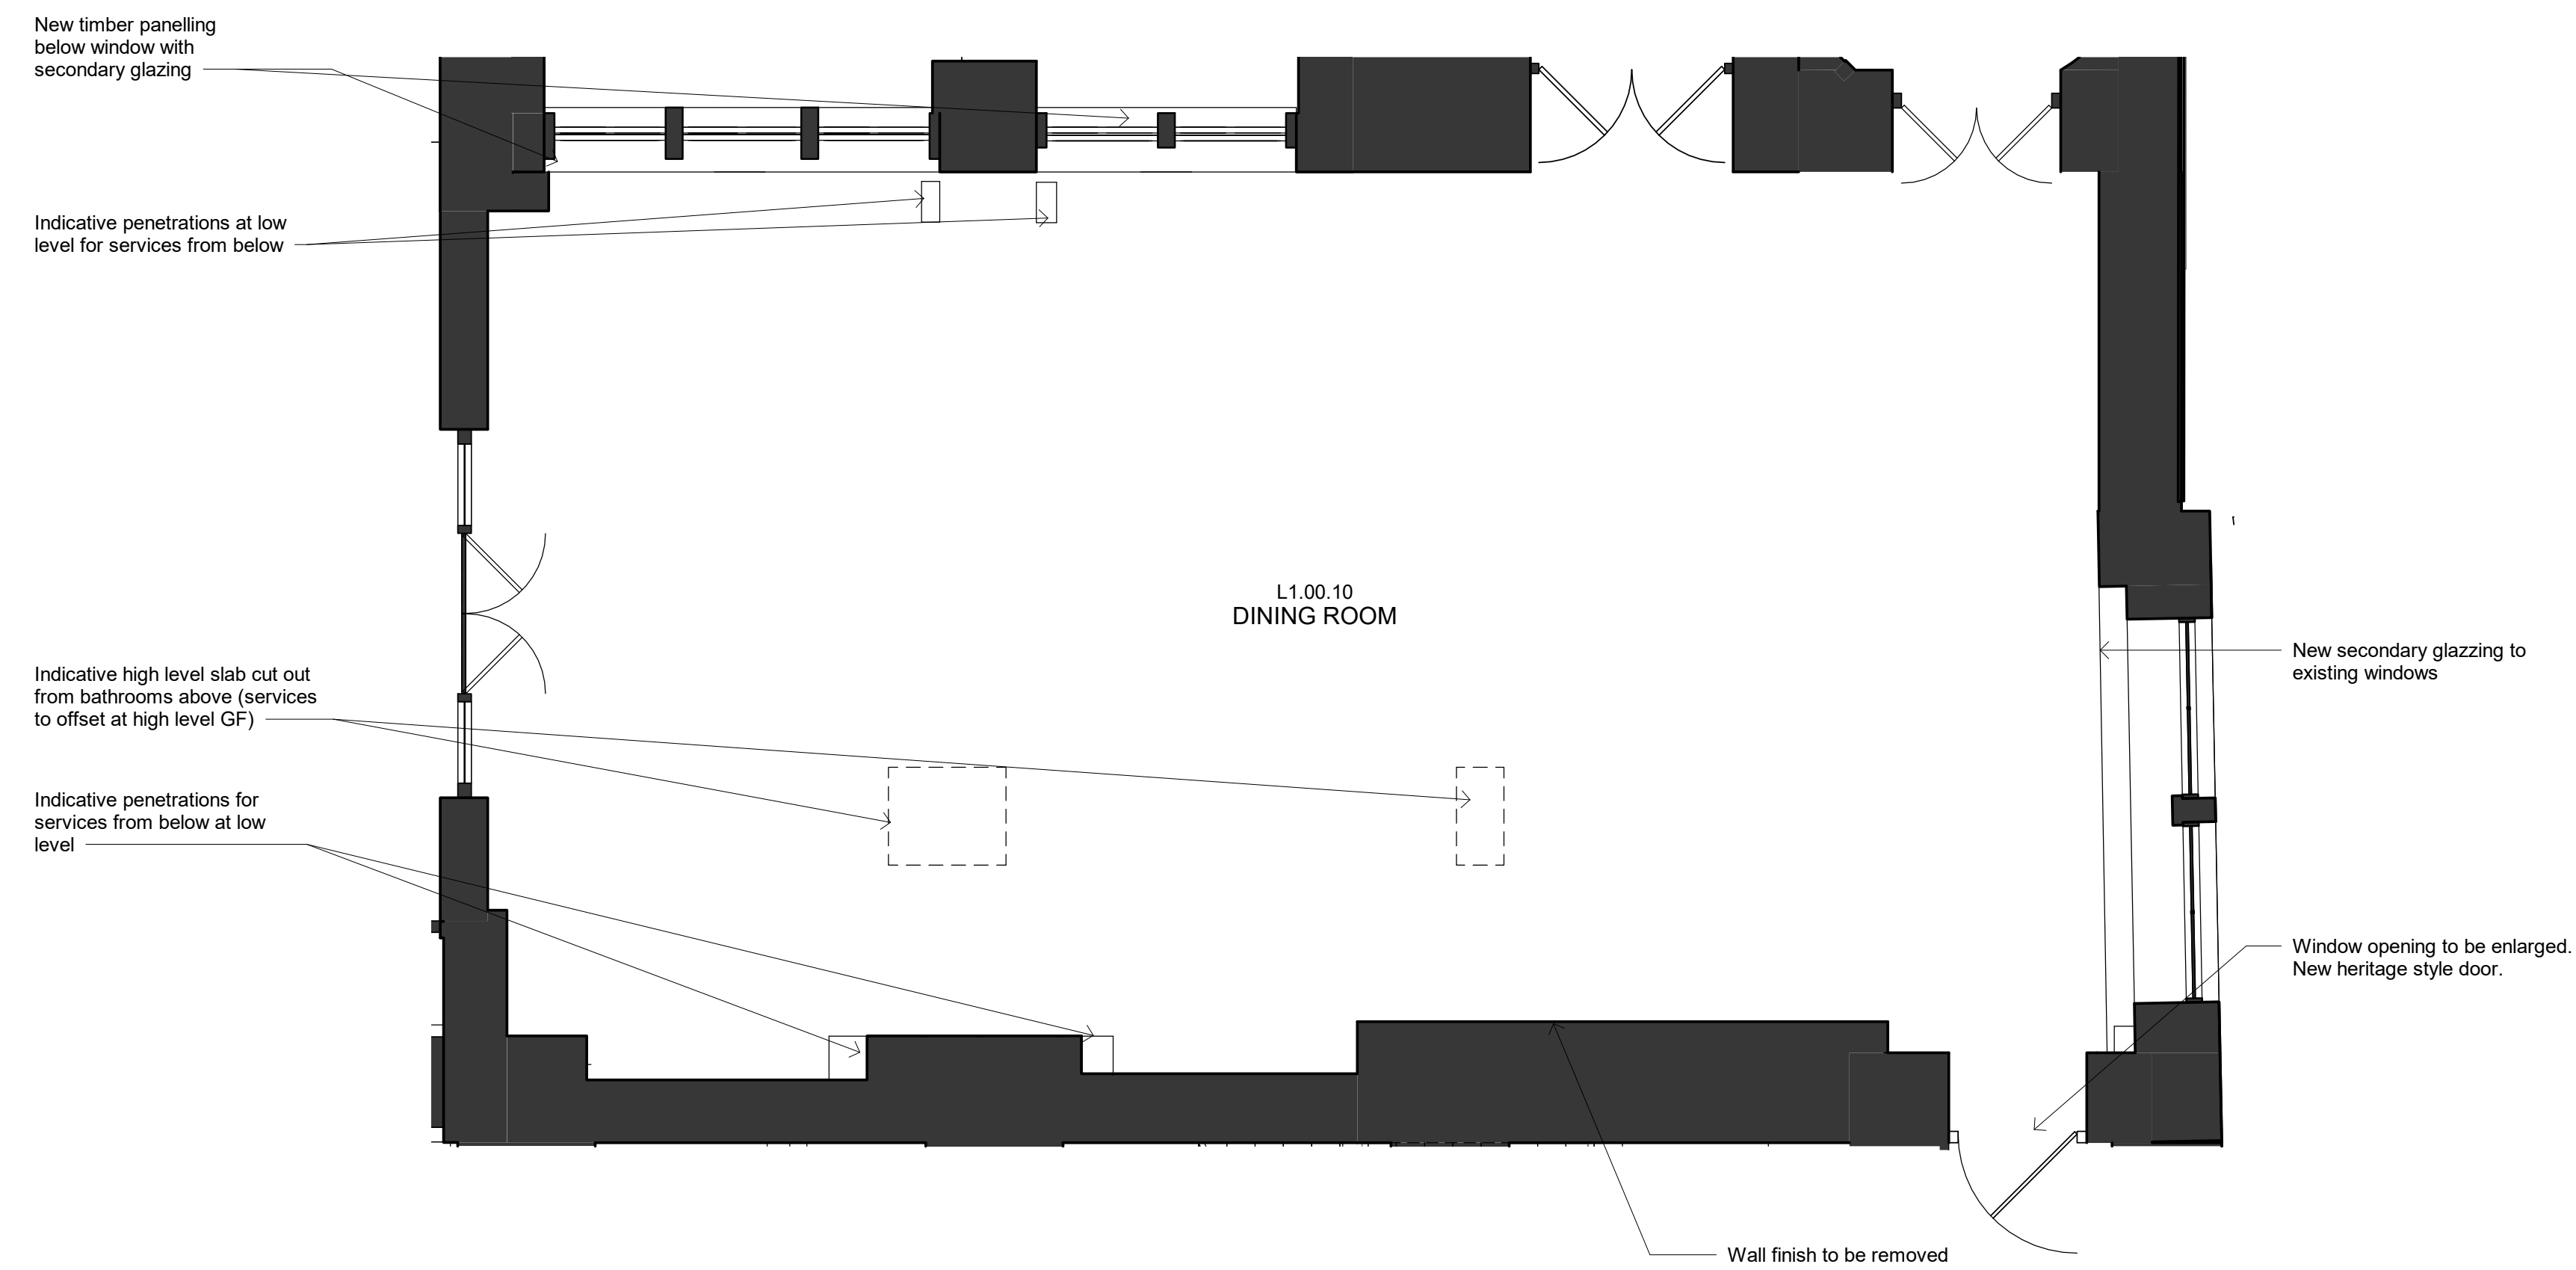 New timber panelling
below window with
secondary glazing
Indicative penetrations at low
level for services from below
L1.00.10
DINING ROOM
Indicative high level slab cut out
from bathrooms above (services
to offset at high level GF)
Indicative penetrations for
services from below at low
level
New secondary glazzing to
existing windows
Window opening to be enlarged.
New heritage style door.
Wall finish to be removed